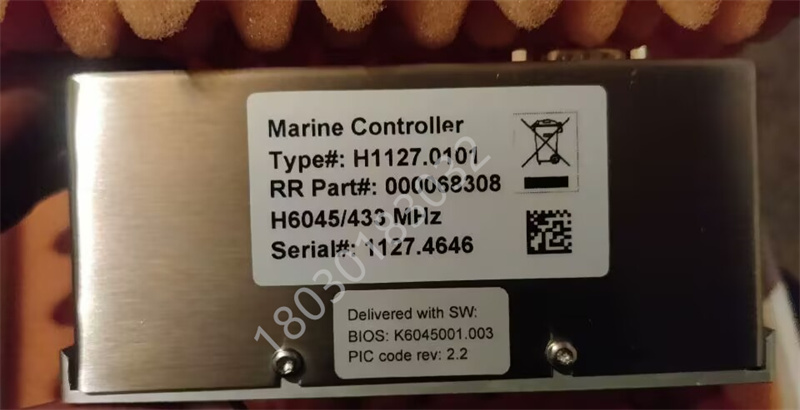 Marine Controller
Type#: H1127.0101
RR Part#: 000068308
H6045/433 MHz
Serial#: 1127.4646
Delivered with SW:
BIOS: K6045001.003
PIC code rev: 2.2
18030183032